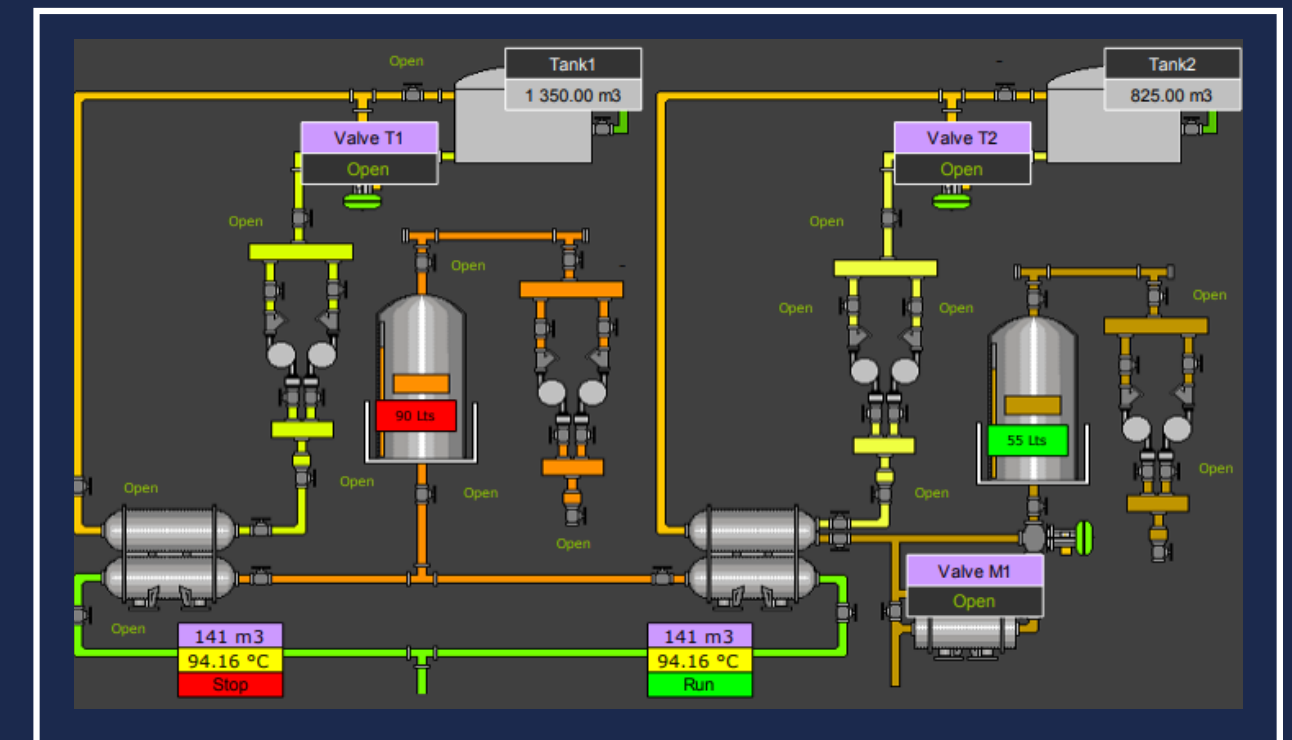 Open
Tank1
1 350.00 m3
-
Tank2
825.00 m3
Valve T1
Open
Valve T2
Open
Open
Open
Open
-
Open
Open
Open
90 Lts
55 Lts
Open
Open
Open
Open
Open
Open
Open
Valve M1
Open
Open
141 m3
94.16 °C
Stop
141 m3
94.16 °C
Run